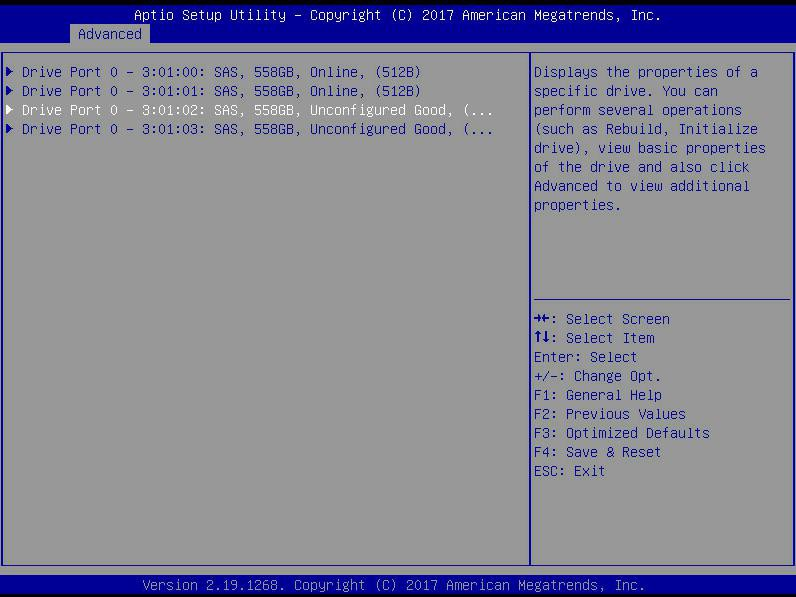 Aptio Setup Utility – Copyright (C) 2017 American Megatrends, Inc.
Advanced
Drive Port 0 – 3:01:00: SAS, 558GB, Online, (512B)
Drive Port 0 – 3:01:01: SAS, 558GB, Online, (512B)
Drive Port 0 – 3:01:02: SAS, 558GB, Unconfigured Good, (...
Drive Port 0 – 3:01:03: SAS, 558GB, Unconfigured Good, (...
Displays the properties of a
specific drive. You can
perform several operations
(such as Rebuild, Initialize
drive), view basic properties
of the drive and also click
Advanced to view additional
properties.
→←: Select Screen
↑↓: Select Item
Enter: Select
+/–: Change Opt.
F1: General Help
F2: Previous Values
F3: Optimized Defaults
F4: Save & Reset
ESC: Exit
Version 2.19.1268. Copyright (C) 2017 American Megatrends, Inc.